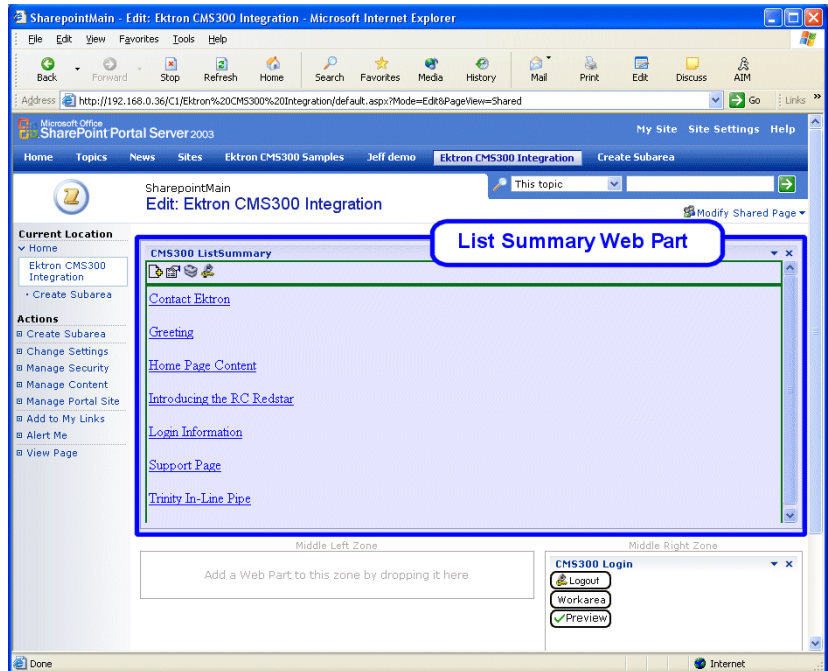 SharepointMain - Edit: Ektron CMS300 Integration - Microsoft Internet Explorer
File Edit View Favorites Tools Help
Back Forward Stop Refresh Home Search Favorites Media History Mail Print Edit Discuss AIM
Address http://192.168.0.36/C1/Ektron%20CMS300%20Integration/default.aspx?Mode=Edit&PageView=Shared Go Links »
Microsoft Office
SharePoint Portal Server 2003
My Site Site Settings Help
Home Topics News Sites Ektron CMS300 Samples Jeff demo Ektron CMS300 Integration Create Subarea
SharepointMain
Edit: Ektron CMS300 Integration
This topic
Modify Shared Page
Current Location
Home
Ektron CMS300
Integration
Create Subarea
Actions
Create Subarea
Change Settings
Manage Security
Manage Content
Manage Portal Site
Add to My Links
Alert Me
View Page
List Summary Web Part
CMS300 ListSummary
Contact Ektron
Greeting
Home Page Content
Introducing the RC Redstar
Login Information
Support Page
Trinity In-Line Pipe
Middle Left Zone
Add a Web Part to this zone by dropping it here
Middle Right Zone
CMS300 Login
Logout
Workarea
Preview
Done
Internet